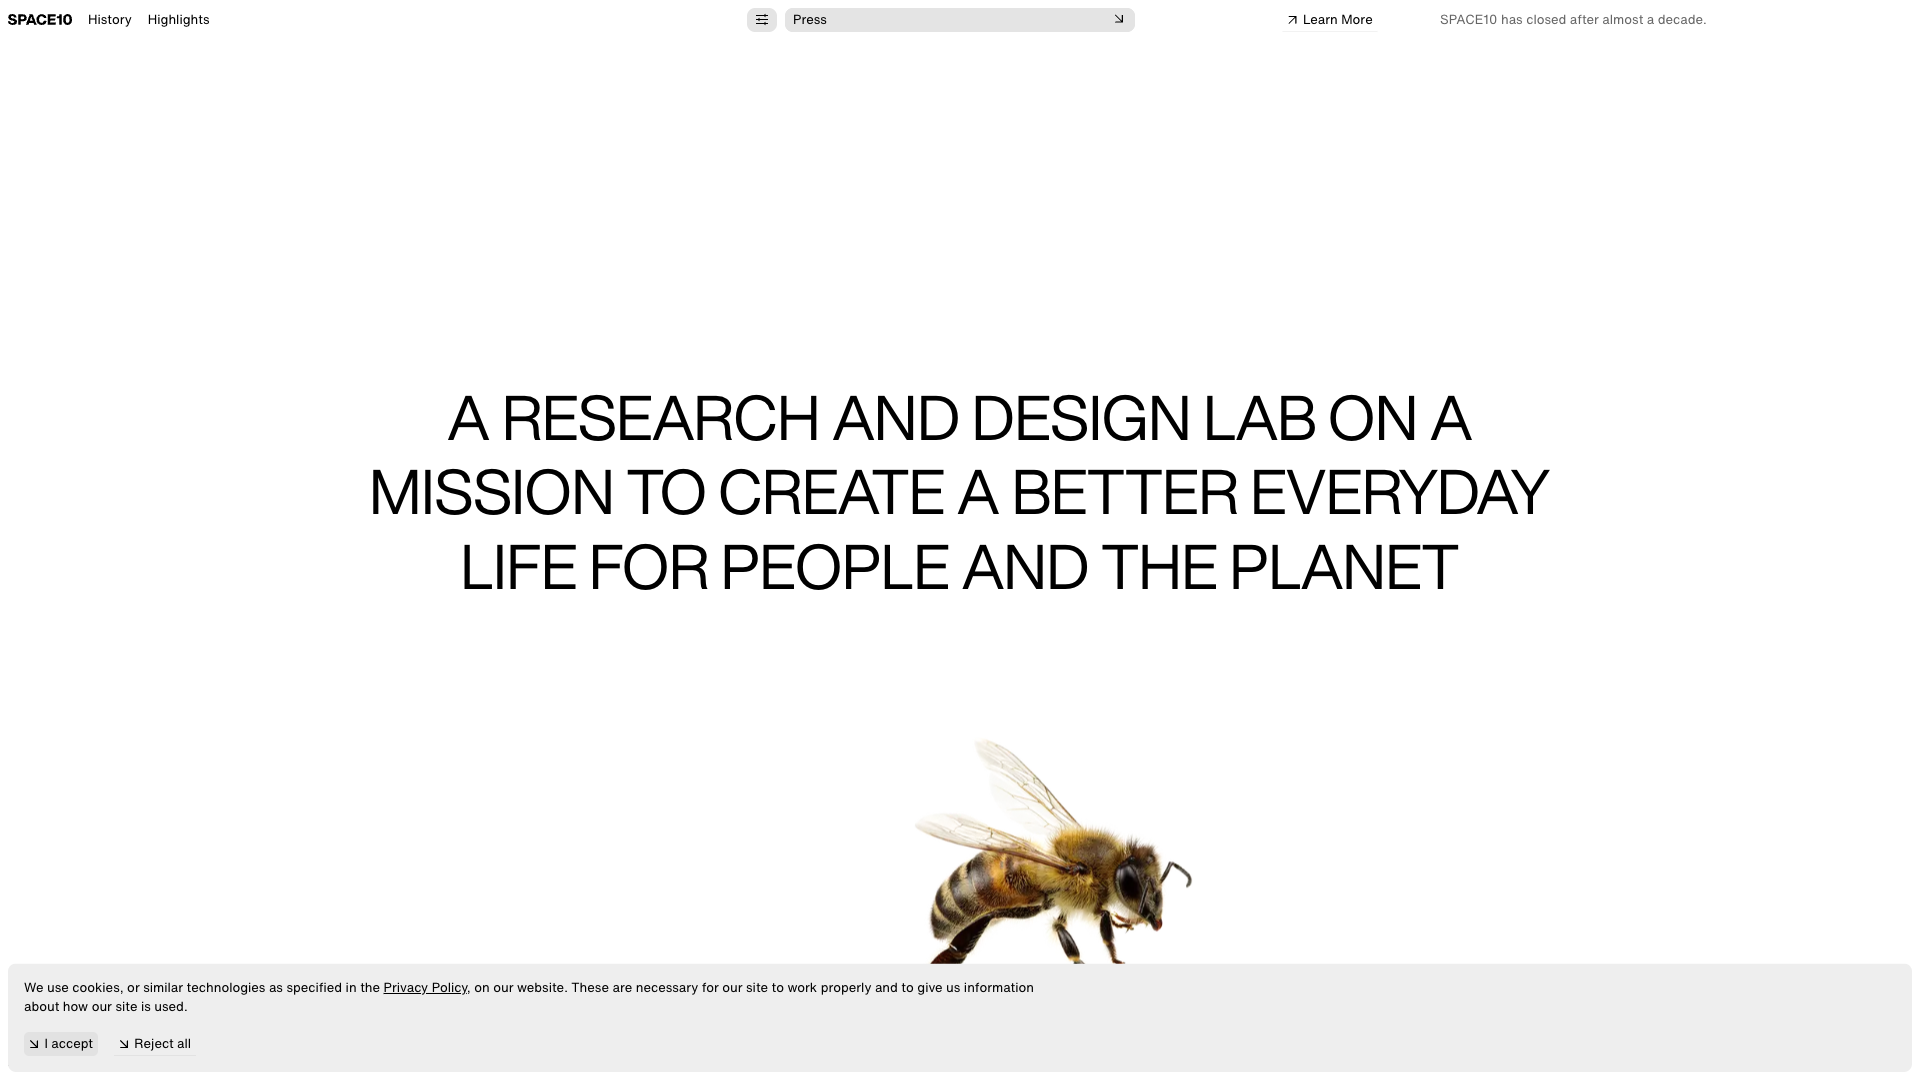 SPACE10 History Highlights Press Learn More SPACE10 has closed after almost a decade.
A RESEARCH AND DESIGN LAB ON A
MISSION TO CREATE A BETTER EVERYDAY
LIFE FOR PEOPLE AND THE PLANET
We use cookies, or similar technologies as specified in the Privacy Policy, on our website. These are necessary for our site to work properly and to give us information
about how our site is used.
I accept Reject all